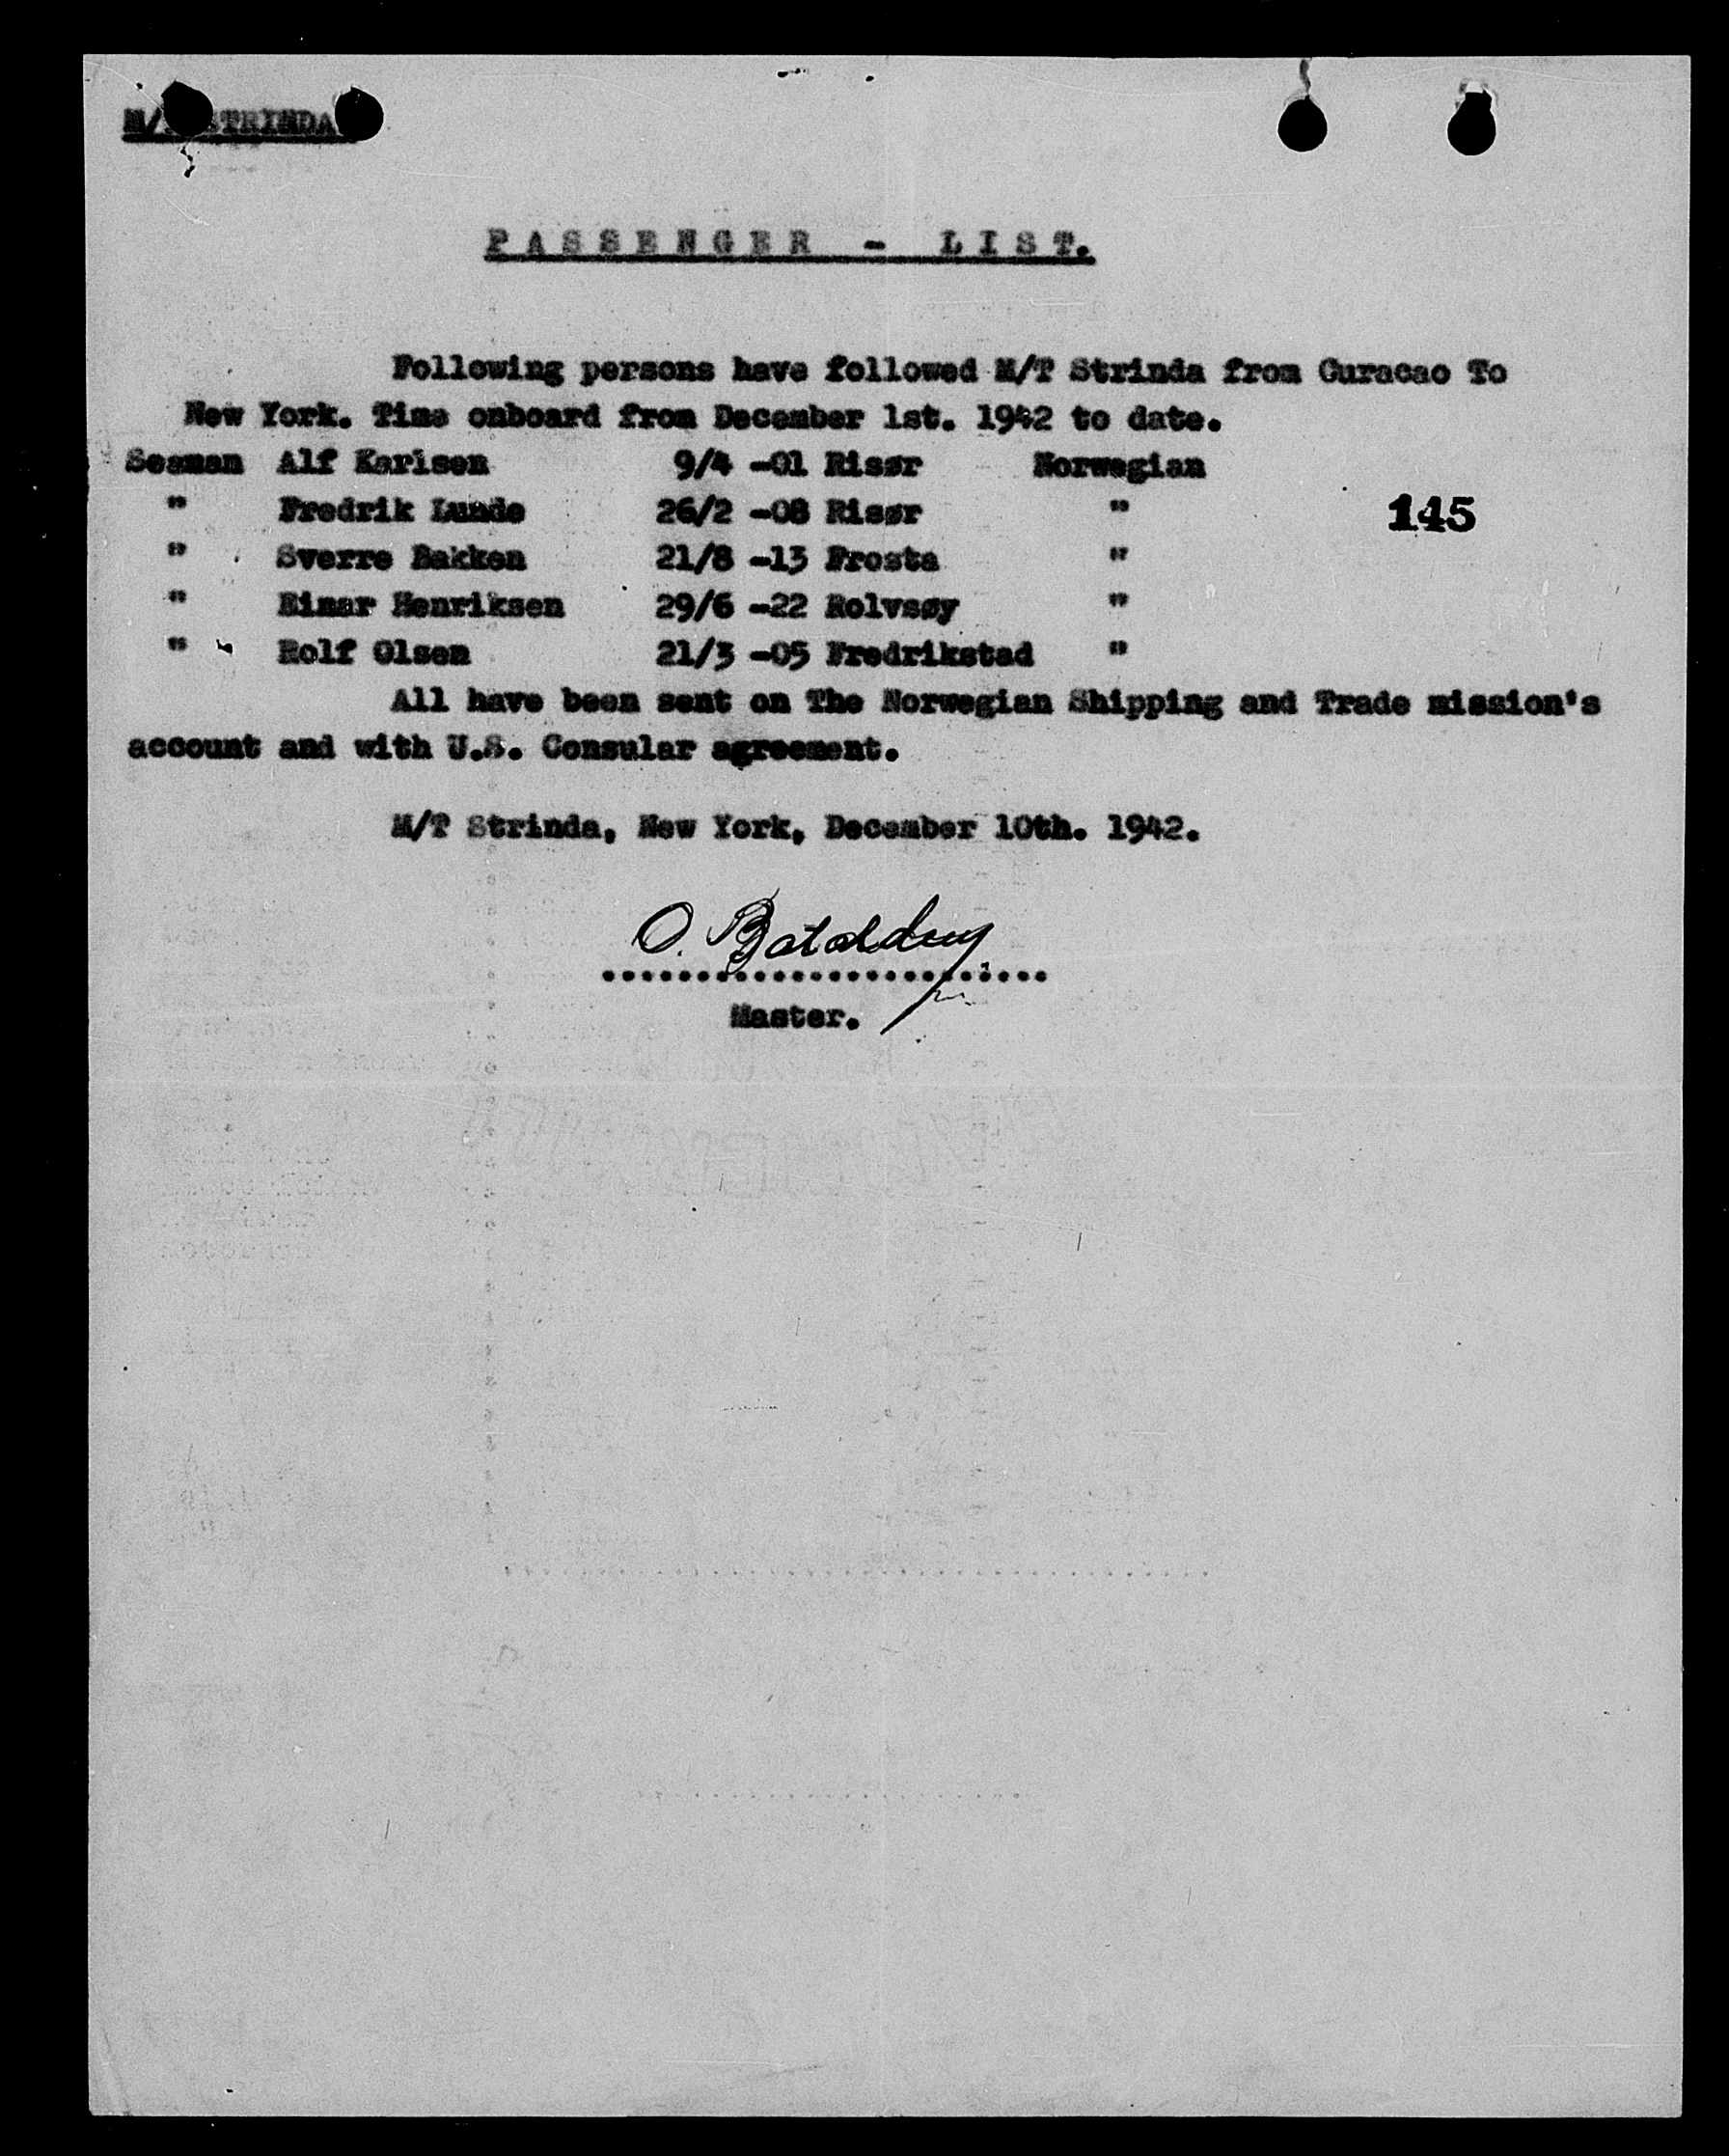 M/T STRINDA
PASSENGER - LIST.
Following persons have followed M/T Strinda from Curacao To
New York. Time onboard from December 1st. 1942 to date.
Seaman Alf Karlsen 9/4 -01 Risør Norwegian
" Fredrik Lunde 26/2 -08 Risør "
145
" Sverre Bakken 21/8 -13 Frosta "
" Einar Henriksen 29/6 -22 Rolvsøy "
" Rolf Olsen 21/3 -05 Fredrikstad "
All have been sent on The Norwegian Shipping and Trade mission's
account and with U.S. Consular agreement.
M/T Strinda, New York, December 10th. 1942.
O.
Master.